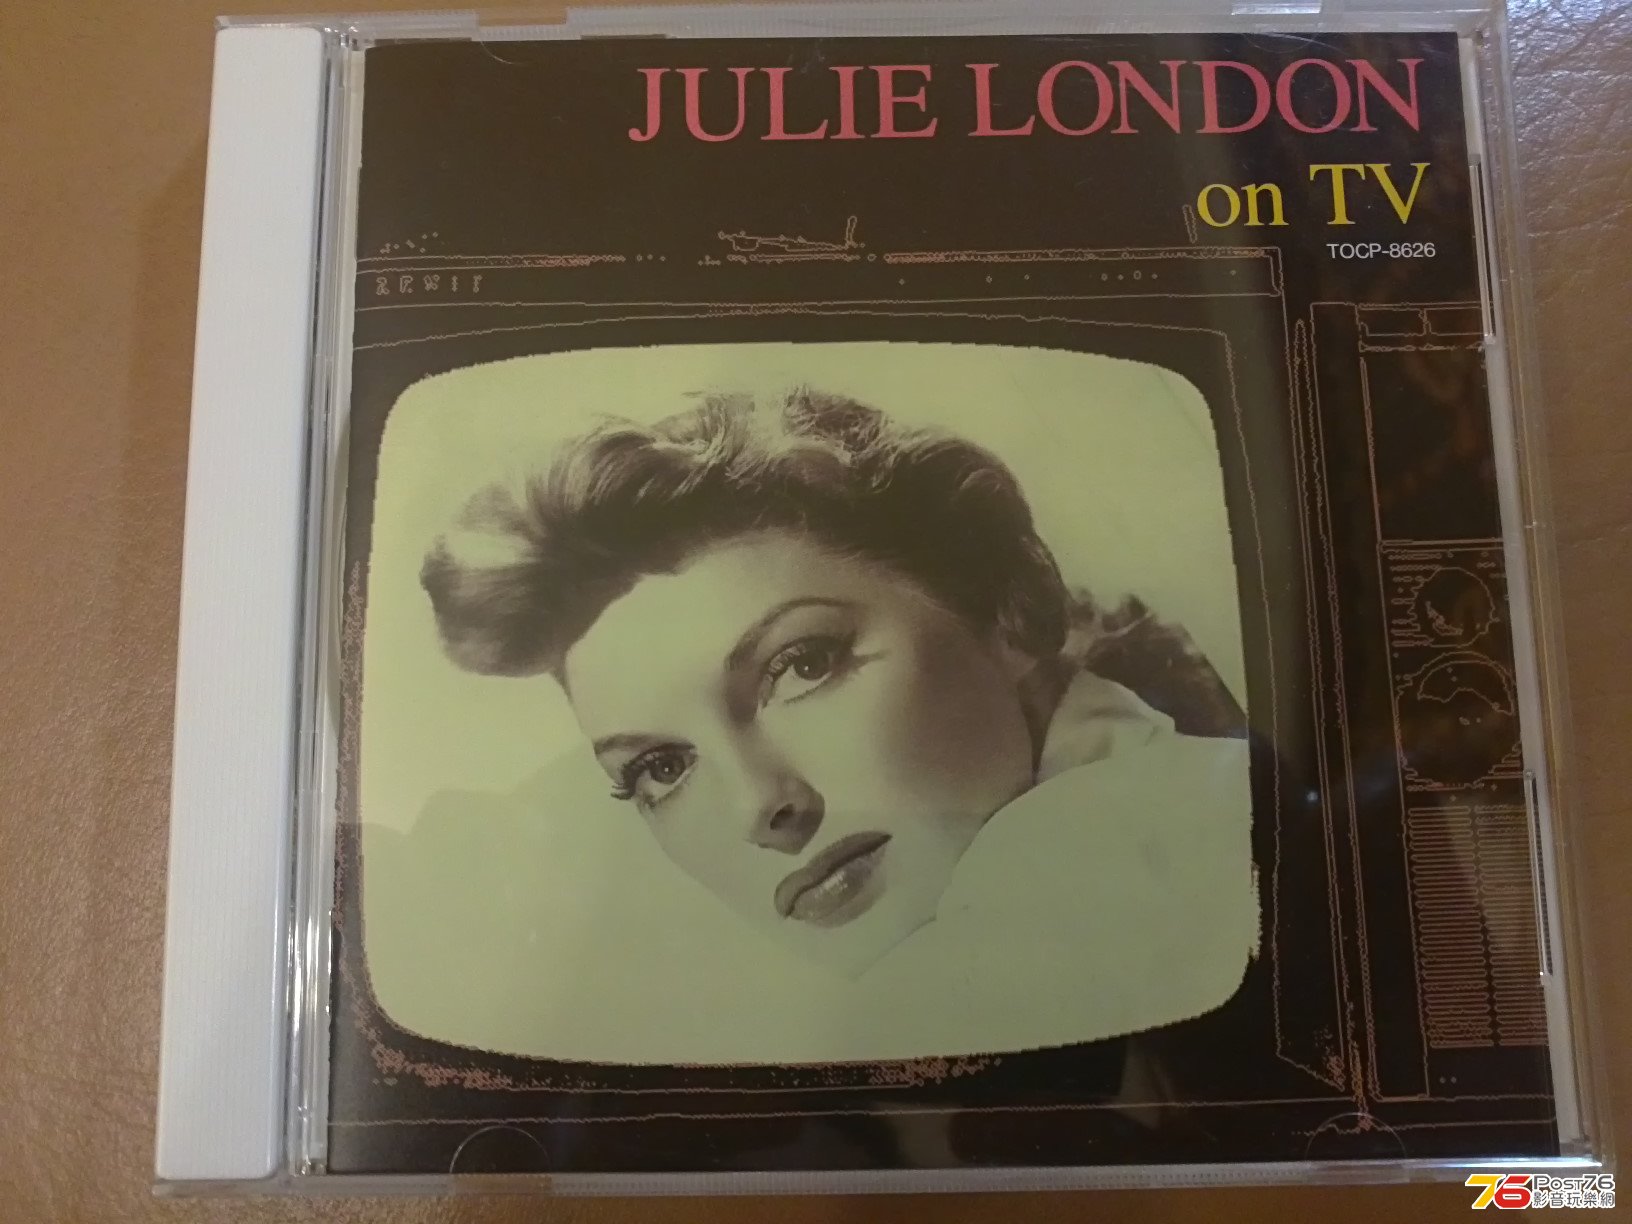 JULIE LONDON
on TV
TOCP-8626
76 POST76
影音玩樂網